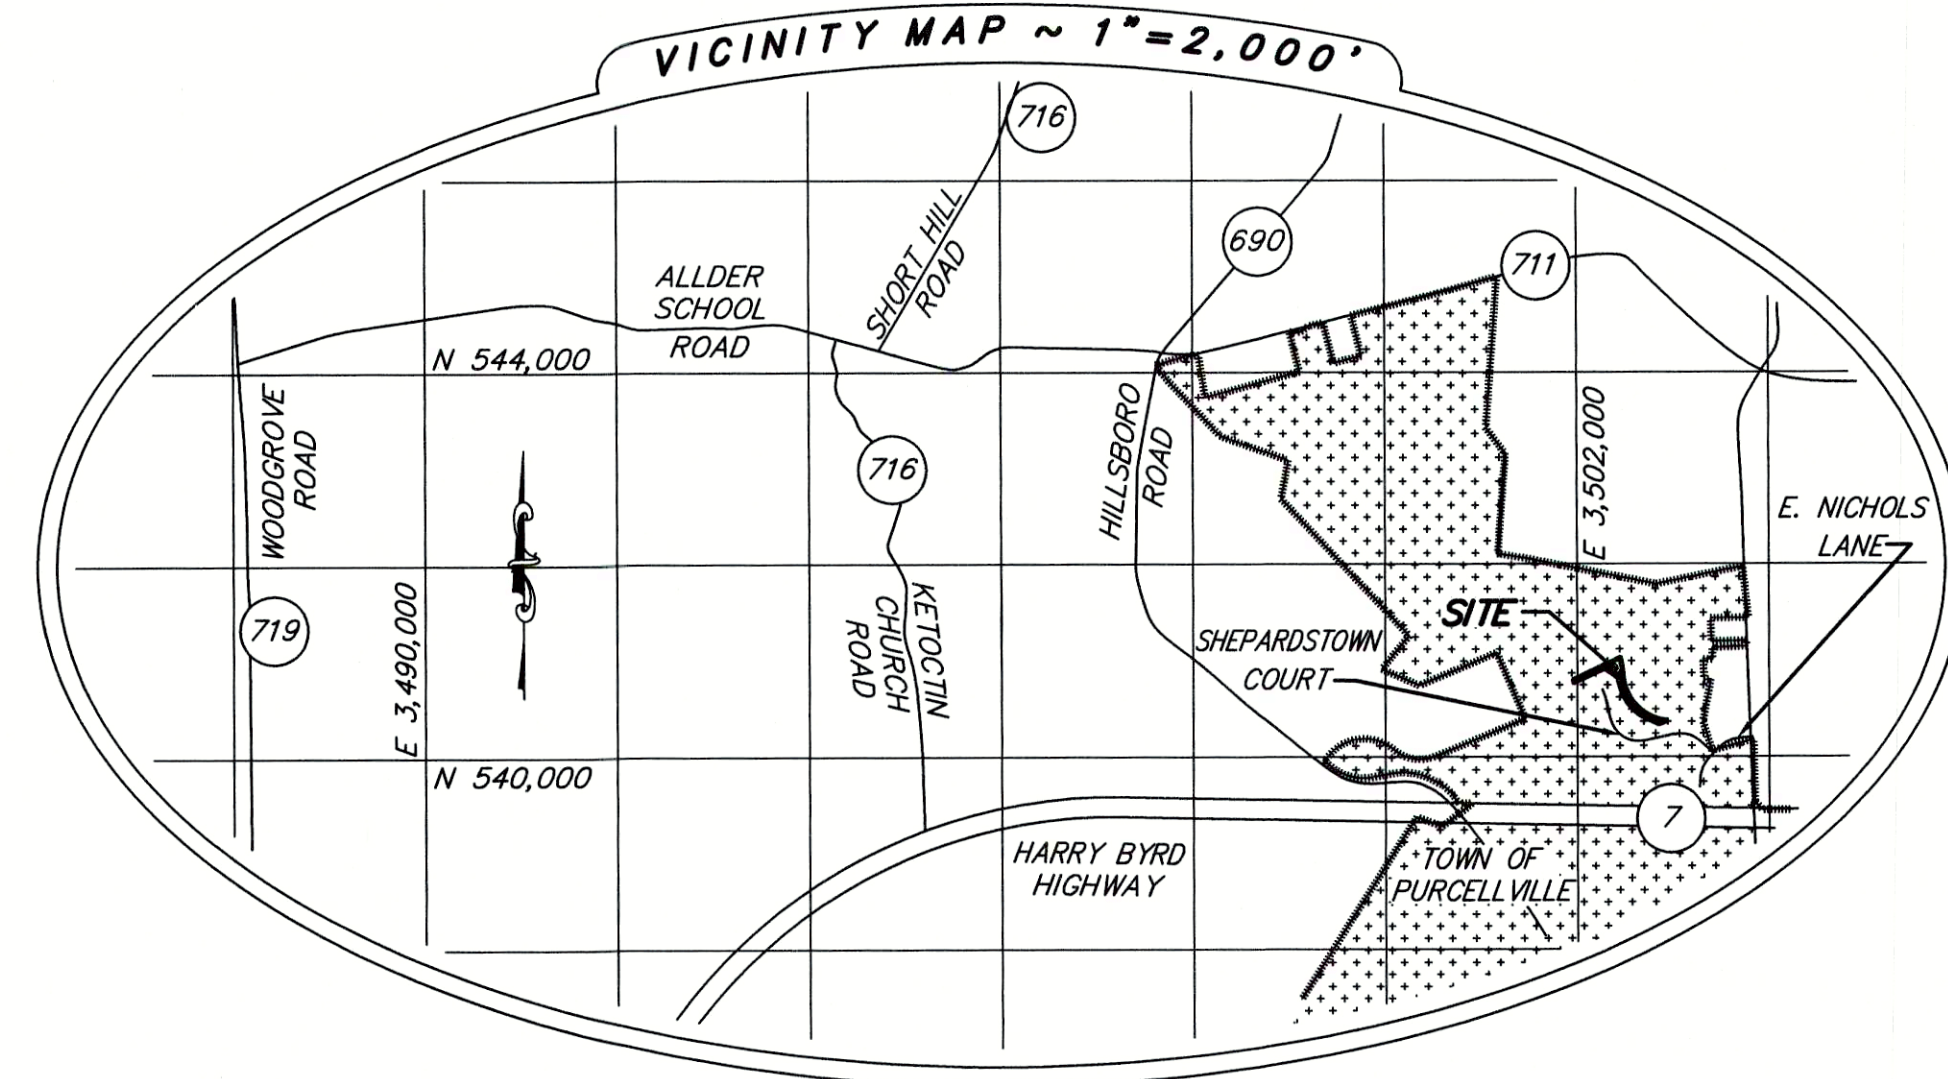 VICINITY MAP ~ 1"=2,000'
716
SHORT HILL
ROAD
690
711
ALLDER
SCHOOL
ROAD
N 544,000
WOODGROVE
ROAD
719
E 3,490,000
716
KETOCTIN
CHURCH
ROAD
HILLSBORO
ROAD
E 3,502,000
E. NICHOLS
LANE
SITE
SHEPARDSTOWN
COURT
N 540,000
7
HARRY BYRD
HIGHWAY
TOWN OF
PURCELLVILLE